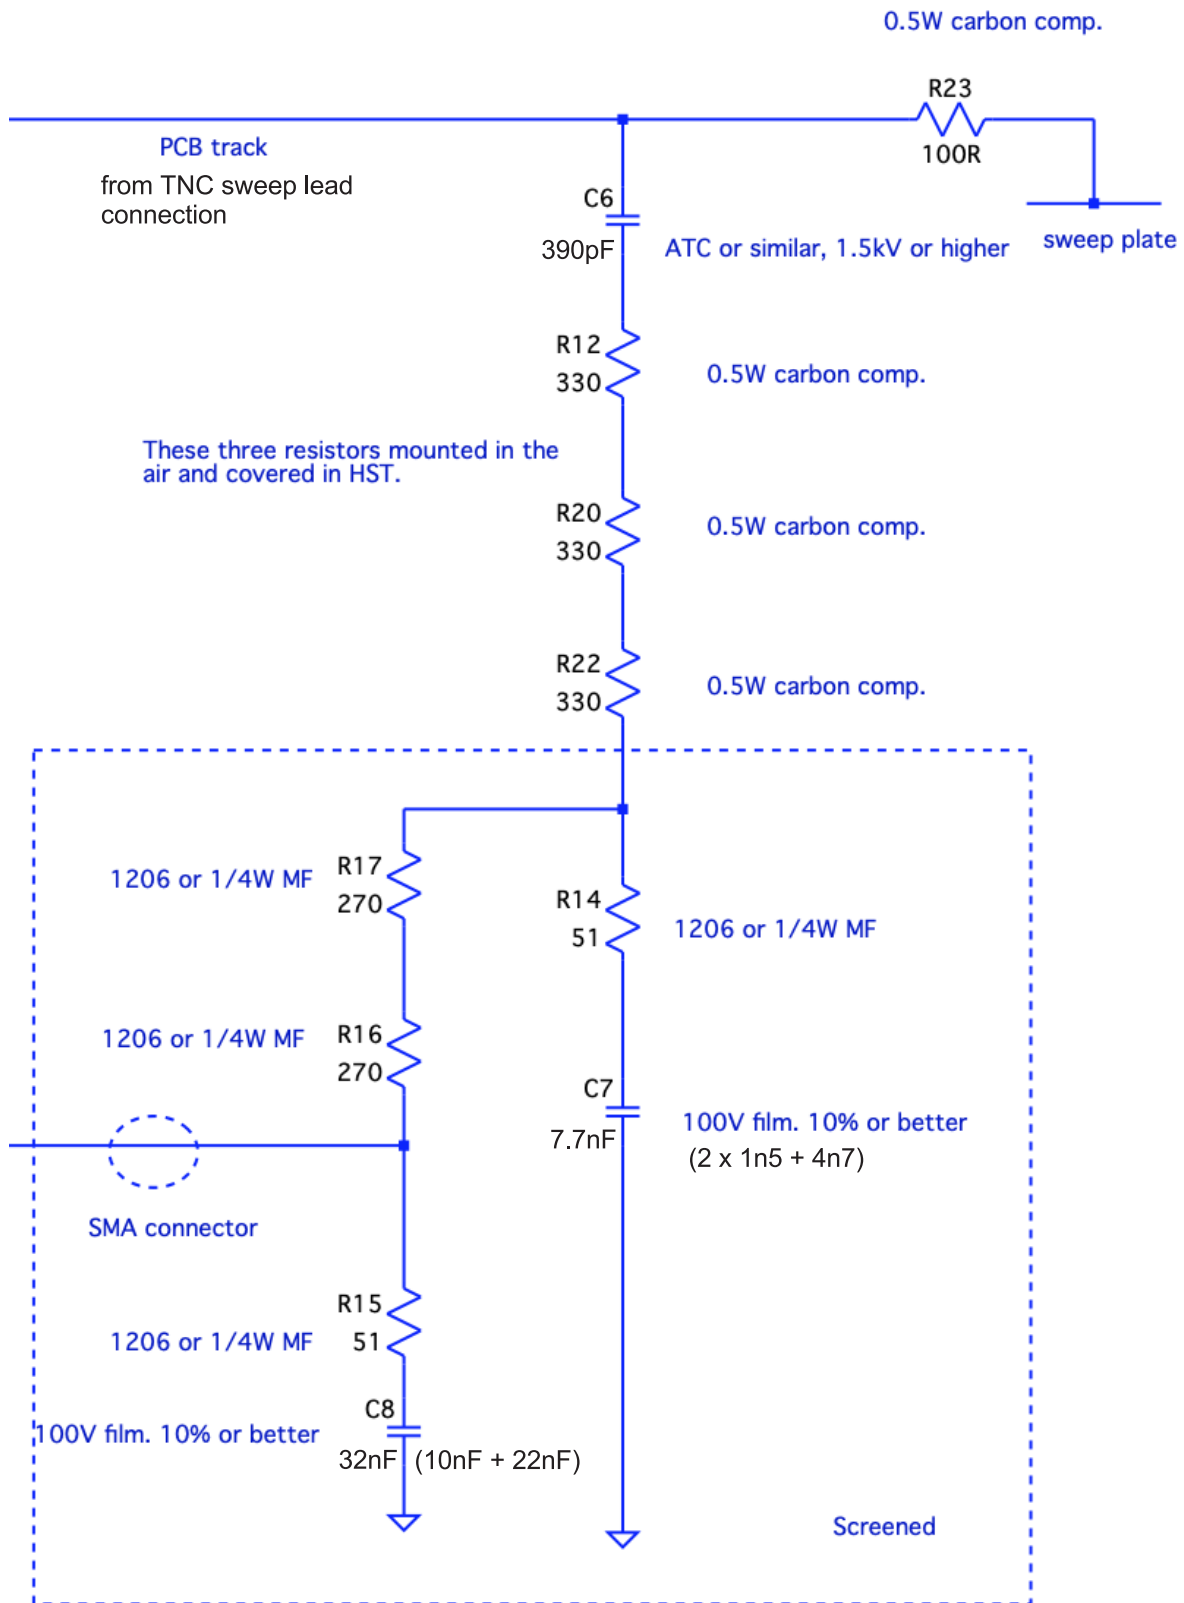 0.5W carbon comp.
R23
100R
PCB track
from TNC sweep lead
connection
C6
390pF
ATC or similar, 1.5kV or higher
sweep plate
R12
330
0.5W carbon comp.
These three resistors mounted in the
air and covered in HST.
R20
330
0.5W carbon comp.
R22
330
0.5W carbon comp.
1206 or 1/4W MF
R17
270
R14
51
1206 or 1/4W MF
1206 or 1/4W MF
R16
270
C7
7.7nF
100V film. 10% or better
(2 x 1n5 + 4n7)
SMA connector
R15
51
1206 or 1/4W MF
C8
100V film. 10% or better
32nF (10nF + 22nF)
Screened